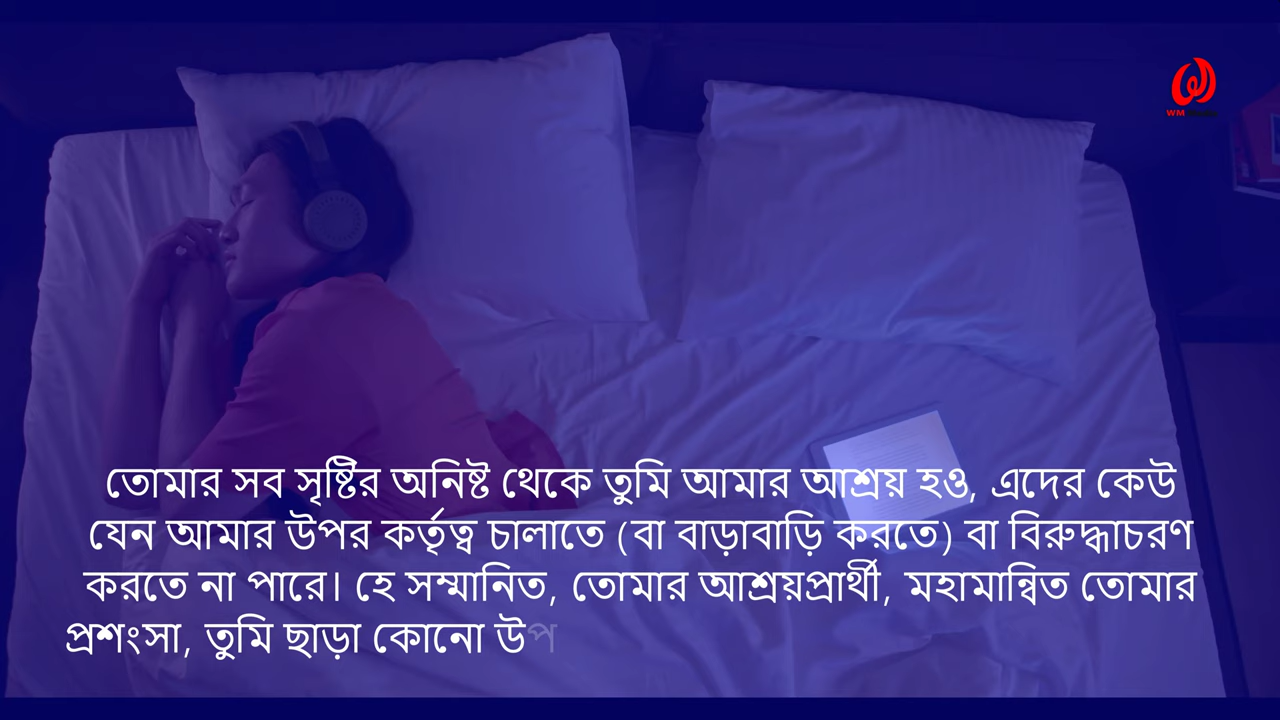 WM
তোমার সব সৃষ্টির অনিষ্ট থেকে তুমি আমার আশ্রয় হও, এদের কেউ
যেন আমার উপর কর্তৃত্ব চালাতে (বা বাড়াবাড়ি করতে) বা বিরুদ্ধাচরণ
করতে না পারে। হে সম্মানিত, তোমার আশ্রয়প্রার্থী, মহামান্বিত তোমার
প্রশংসা, তুমি ছাড়া কোনো উপ